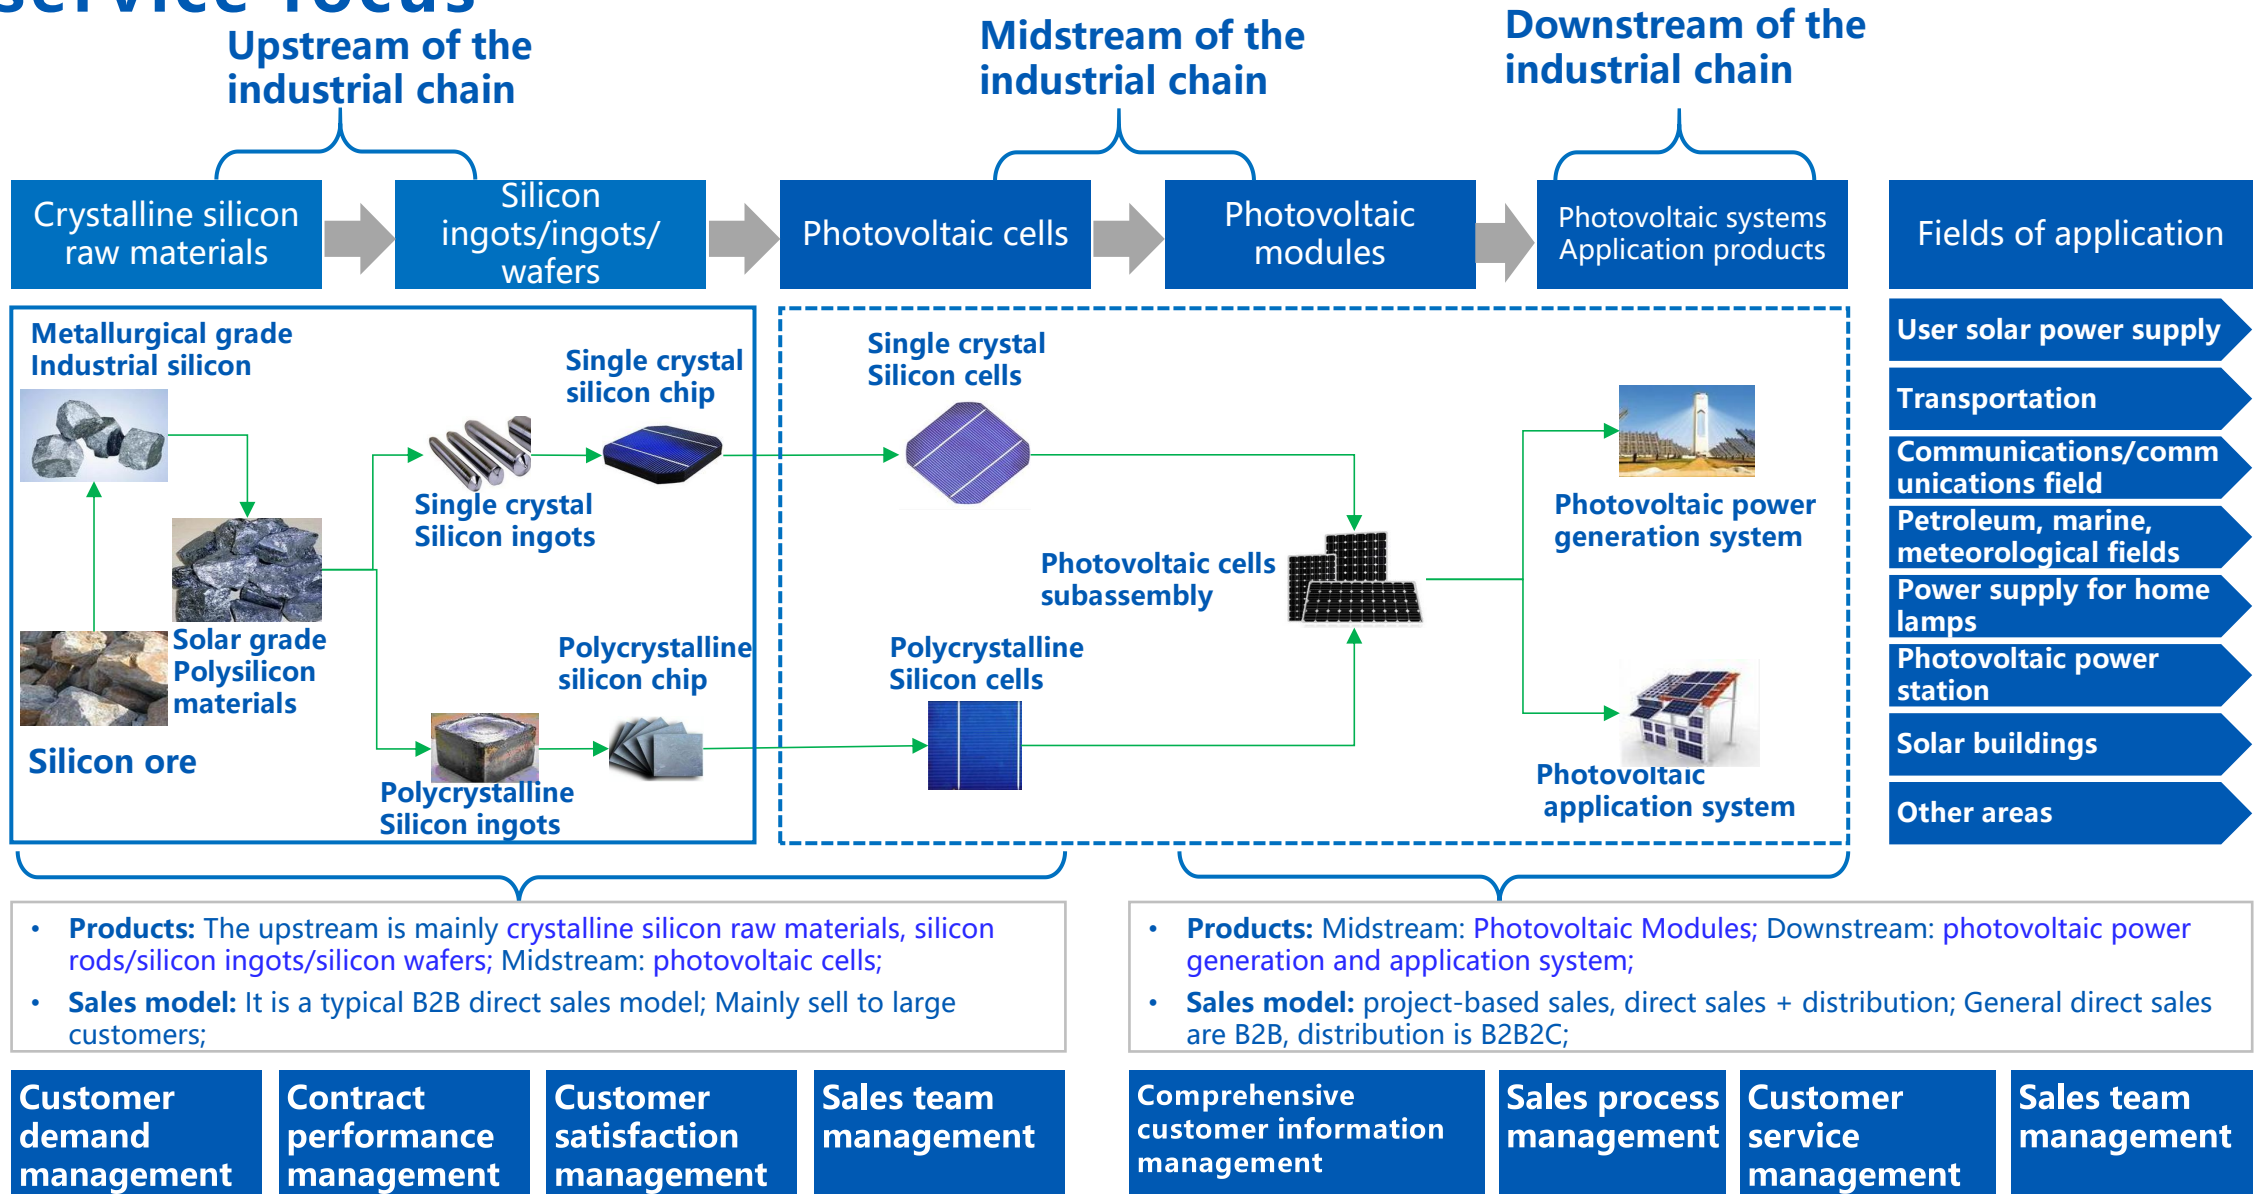 service focus
Upstream of the
industrial chain
Midstream of the
industrial chain
Downstream of the
industrial chain
Crystalline silicon
raw materials
Silicon
ingots/ingots/
wafers
Photovoltaic cells
Photovoltaic
modules
Photovoltaic systems
Application products
Fields of application
Metallurgical grade
Industrial silicon
Single crystal
silicon chip
Single crystal
Silicon ingots
Solar grade
Polysilicon
materials
Silicon ore
Polycrystalline
silicon chip
Polycrystalline
Silicon ingots
Single crystal
Silicon cells
Photovoltaic cells
subassembly
Polycrystalline
Silicon cells
Photovoltaic power
generation system
Photovoltaic
application system
User solar power supply
Transportation
Communications/comm
unications field
Petroleum, marine,
meteorological fields
Power supply for home
lamps
Photovoltaic power
station
Solar buildings
Other areas
• Products: The upstream is mainly crystalline silicon raw materials, silicon
rods/silicon ingots/silicon wafers; Midstream: photovoltaic cells;
• Sales model: It is a typical B2B direct sales model; Mainly sell to large
customers;
• Products: Midstream: Photovoltaic Modules; Downstream: photovoltaic power
generation and application system;
• Sales model: project-based sales, direct sales + distribution; General direct sales
are B2B, distribution is B2B2C;
Customer
demand
management
Contract
performance
management
Customer
satisfaction
management
Sales team
management
Comprehensive
customer information
management
Sales process
management
Customer
service
management
Sales team
management